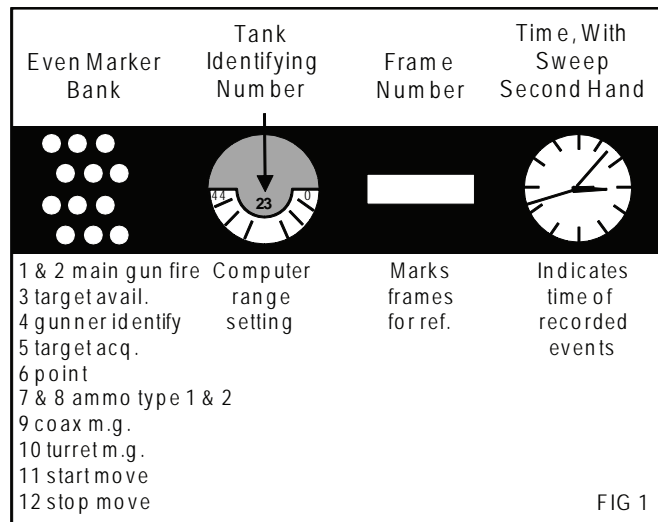 Even Marker
Bank
Tank
Identifying
Number
Frame
Number
Time, With
Sweep
Second Hand
44
23
0
1 & 2 main gun fire
3 target avail.
4 gunner identify
5 target acq.
6 point
7 & 8 ammo type 1 & 2
9 coax m.g.
10 turret m.g.
11 start move
12 stop move
Computer
range
setting
Marks
frames
for ref.
Indicates
time of
recorded
events
FIG 1